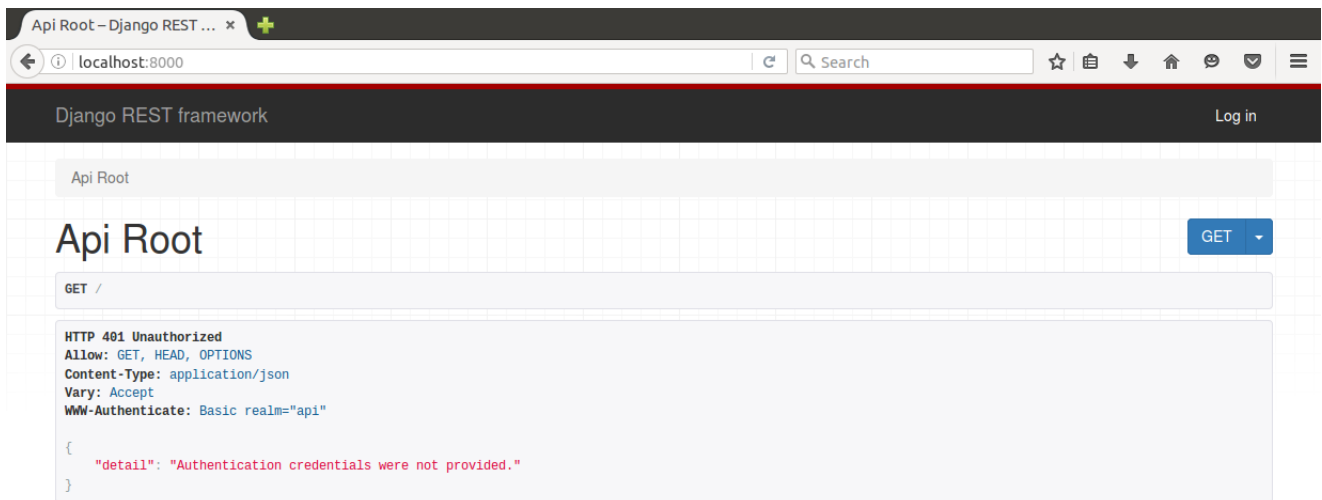 Api Root – Django REST ... ×
localhost:8000
Search
Django REST framework
Log in
Api Root
Api Root
GET
GET /
HTTP 401 Unauthorized
Allow: GET, HEAD, OPTIONS
Content-Type: application/json
Vary: Accept
WWW-Authenticate: Basic realm="api"
{
"detail": "Authentication credentials were not provided."
}